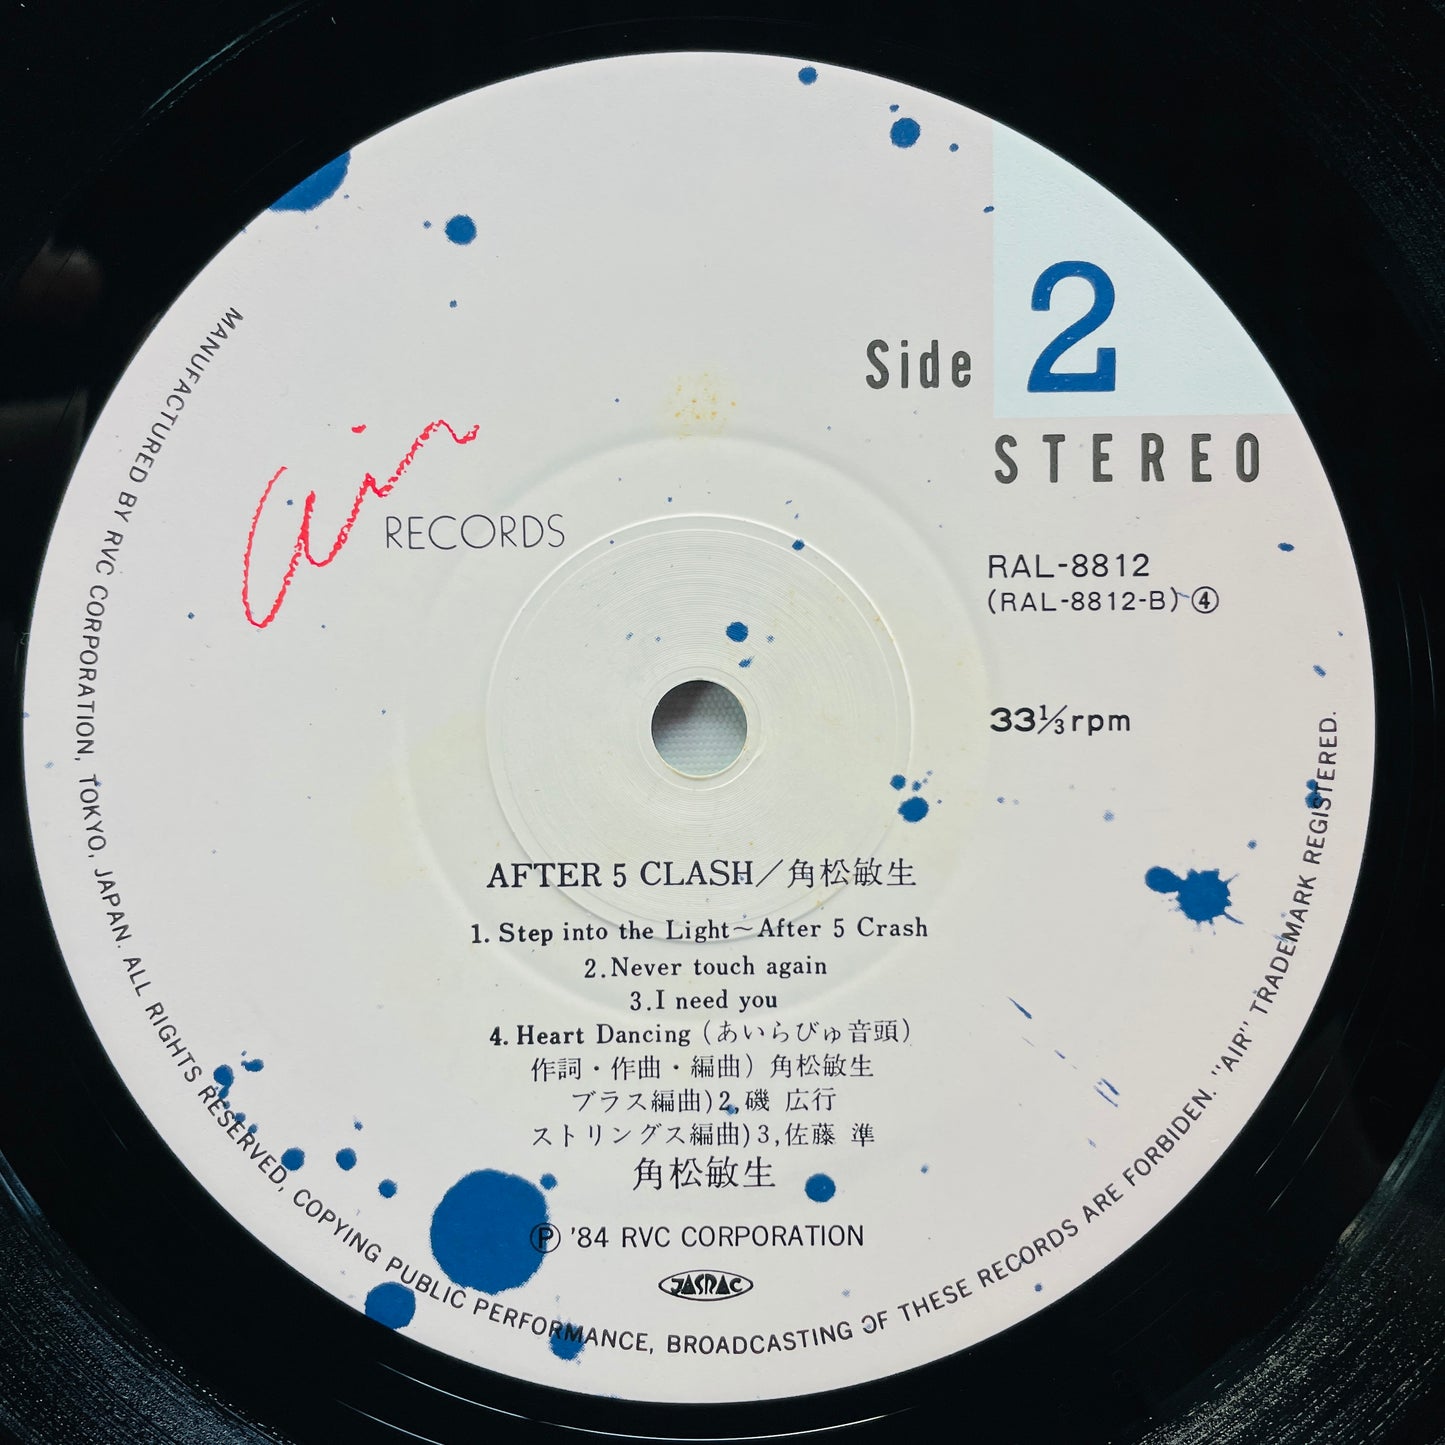 Side 2
STEREO
Air
RECORDS
RAL-8812
(RAL-8812-B) ④
33⅓rpm
AFTER 5 CLASH／角松敏生
1. Step into the Light～After 5 Crash
2. Never touch again
3. I need you
4. Heart Dancing (あいらびゅ音頭)
作詞・作曲・編曲) 角松敏生
ブラス編曲) 2, 磯 広行
ストリングス編曲) 3, 佐藤 準
角松敏生
Ⓟ '84 RVC CORPORATION
JASRAC
MANUFACTURED BY RVC CORPORATION, TOKYO, JAPAN. ALL RIGHTS RESERVED, COPYING PUBLIC PERFORMANCE, BROADCASTING OF THESE RECORDS ARE FORBIDEN. "AIR" TRADEMARK REGISTERED.